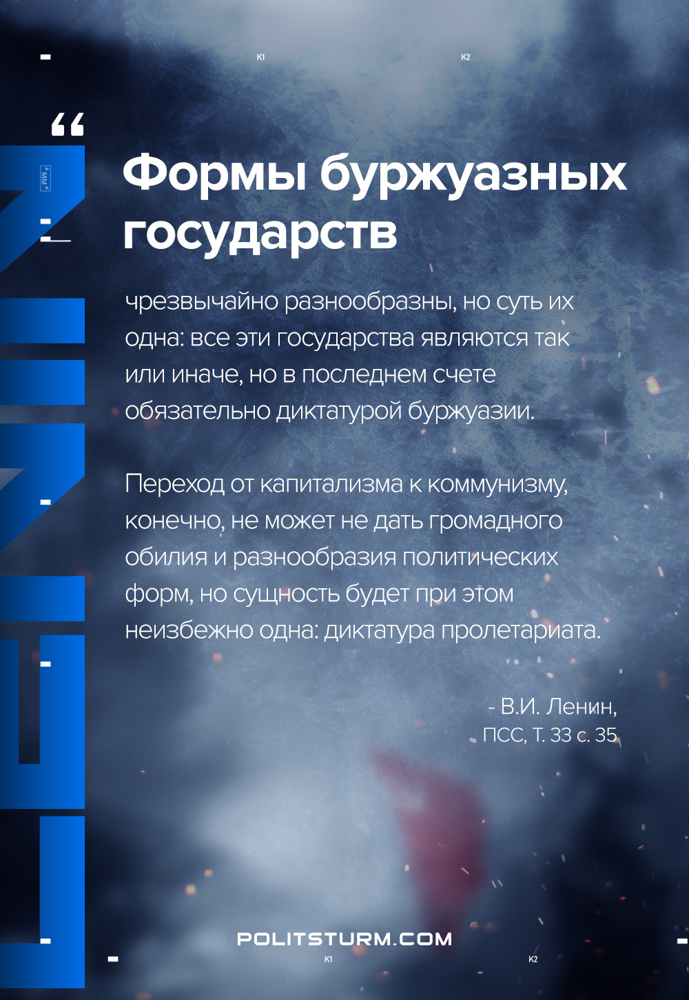 K1 K2
“
ММ
LENIN
Формы буржуазных
государств
чрезвычайно разнообразны, но суть их
одна: все эти государства являются так
или иначе, но в последнем счете
обязательно диктатурой буржуазии.
Переход от капитализма к коммунизму,
конечно, не может не дать громадного
обилия и разнообразия политических
форм, но сущность будет при этом
неизбежно одна: диктатура пролетариата.
- В.И. Ленин,
ПСС, Т. 33 с. 35
POLITSTURM.COM
K1 K2